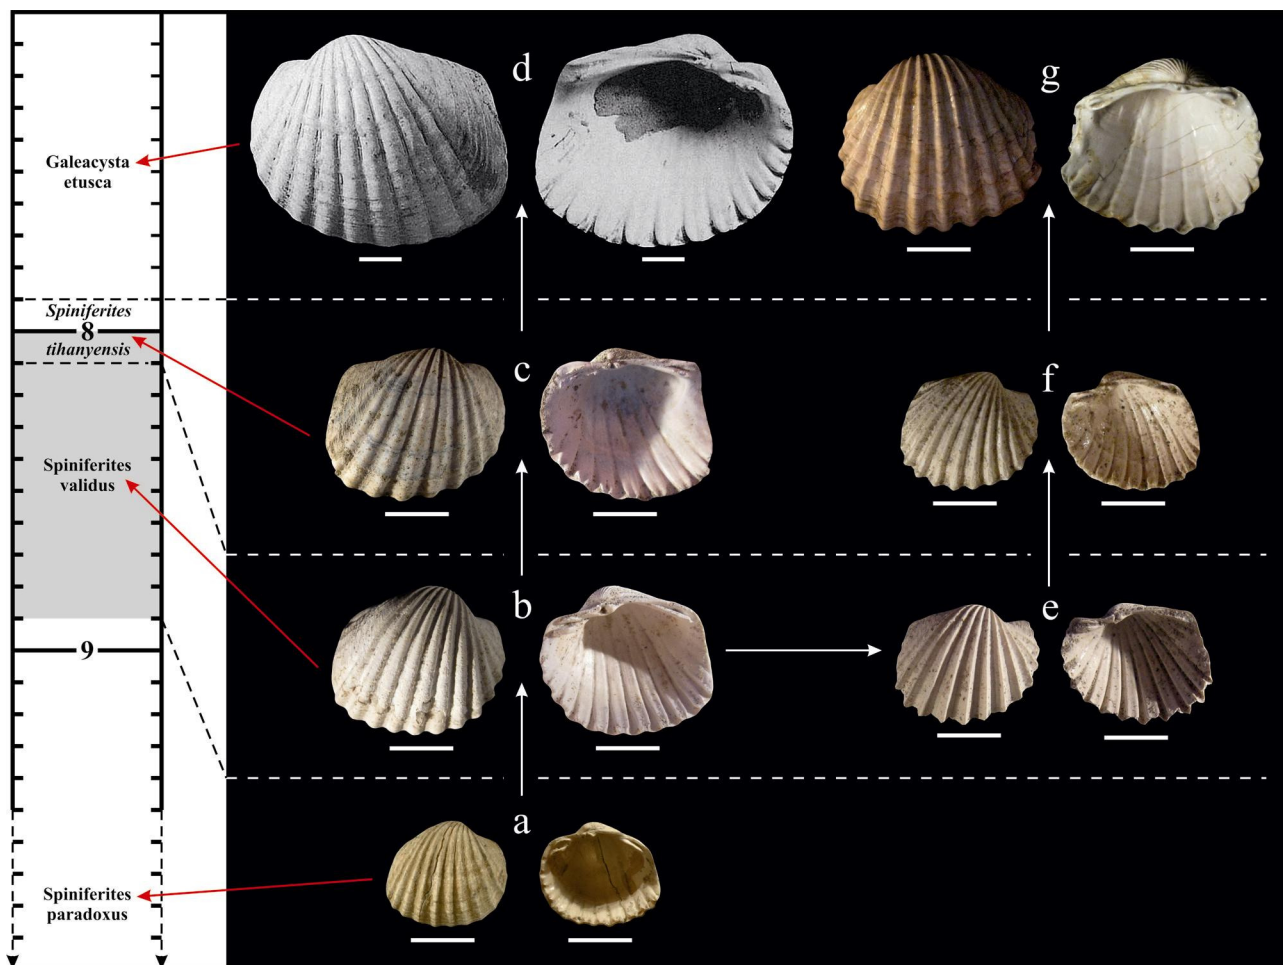 d
g
Galeacysta
etusca
Spiniferites
8
tihanyensis
c
f
Spiniferites
validus
b
e
9
a
Spiniferites
paradoxus